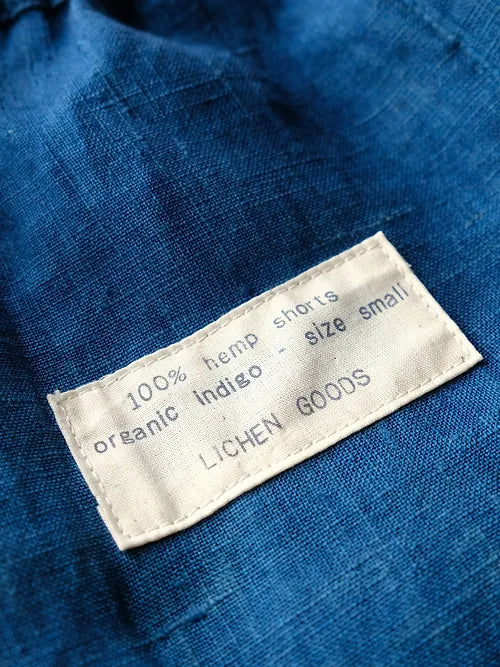 100% hemp shorts
organic indigo - size small
LICHEN GOODS